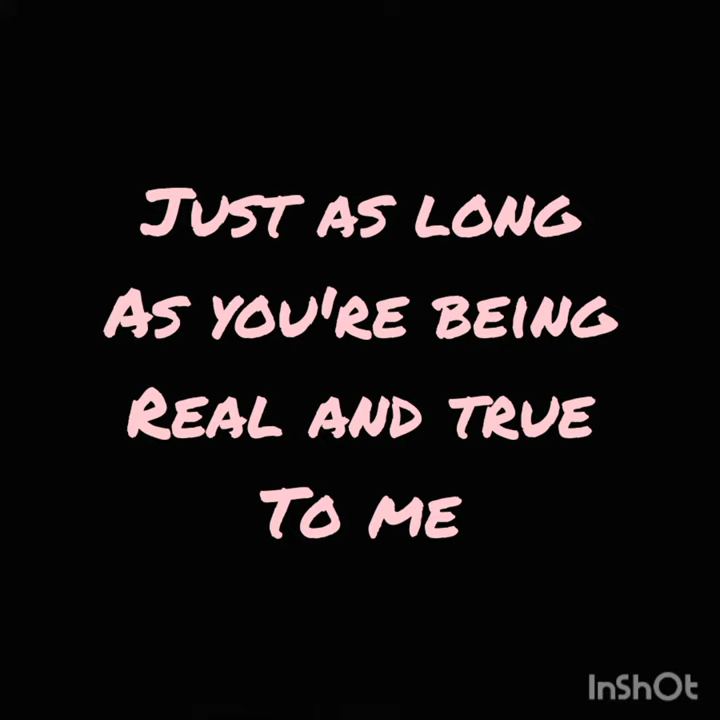 Just as long
As you're being
Real and true
To me
InShOt